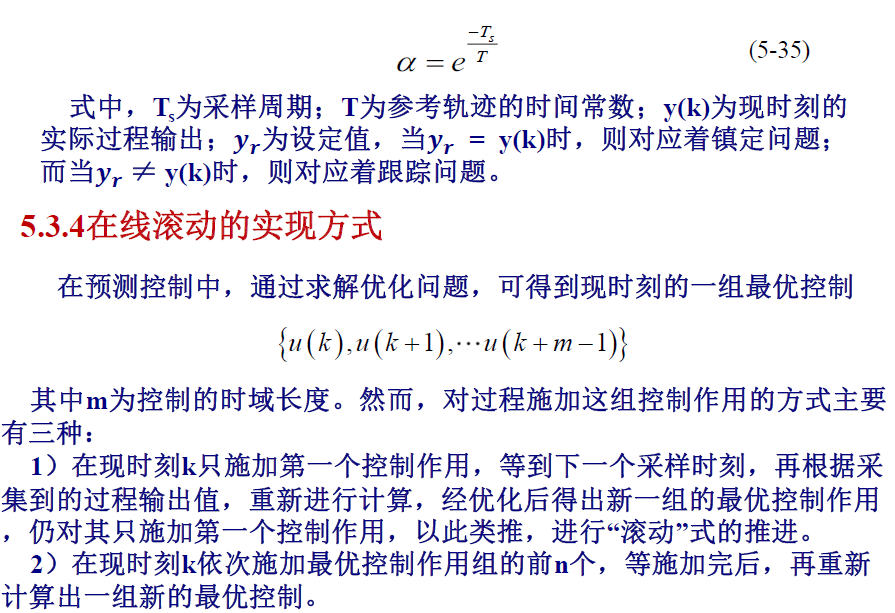 α = e^{\frac{-T_s}{T}} (5-35)
式中，T_s为采样周期；T为参考轨迹的时间常数；y(k)为现时刻的
实际过程输出；y_r为设定值，当y_r = y(k)时，则对应着镇定问题；
而当y_r ≠ y(k)时，则对应着跟踪问题。
5.3.4在线滚动的实现方式
在预测控制中，通过求解优化问题，可得到现时刻的一组最优控制
{u(k),u(k+1),⋯u(k+m−1)}
其中m为控制的时域长度。然而，对过程施加这组控制作用的方式主要
有三种：
1）在现时刻k只施加第一个控制作用，等到下一个采样时刻，再根据采
集到的过程输出值，重新进行计算，经优化后得出新一组的最优控制作用
，仍对其只施加第一个控制作用，以此类推，进行“滚动”式的推进。
2）在现时刻k依次施加最优控制作用组的前n个，等施加完后，再重新
计算出一组新的最优控制。